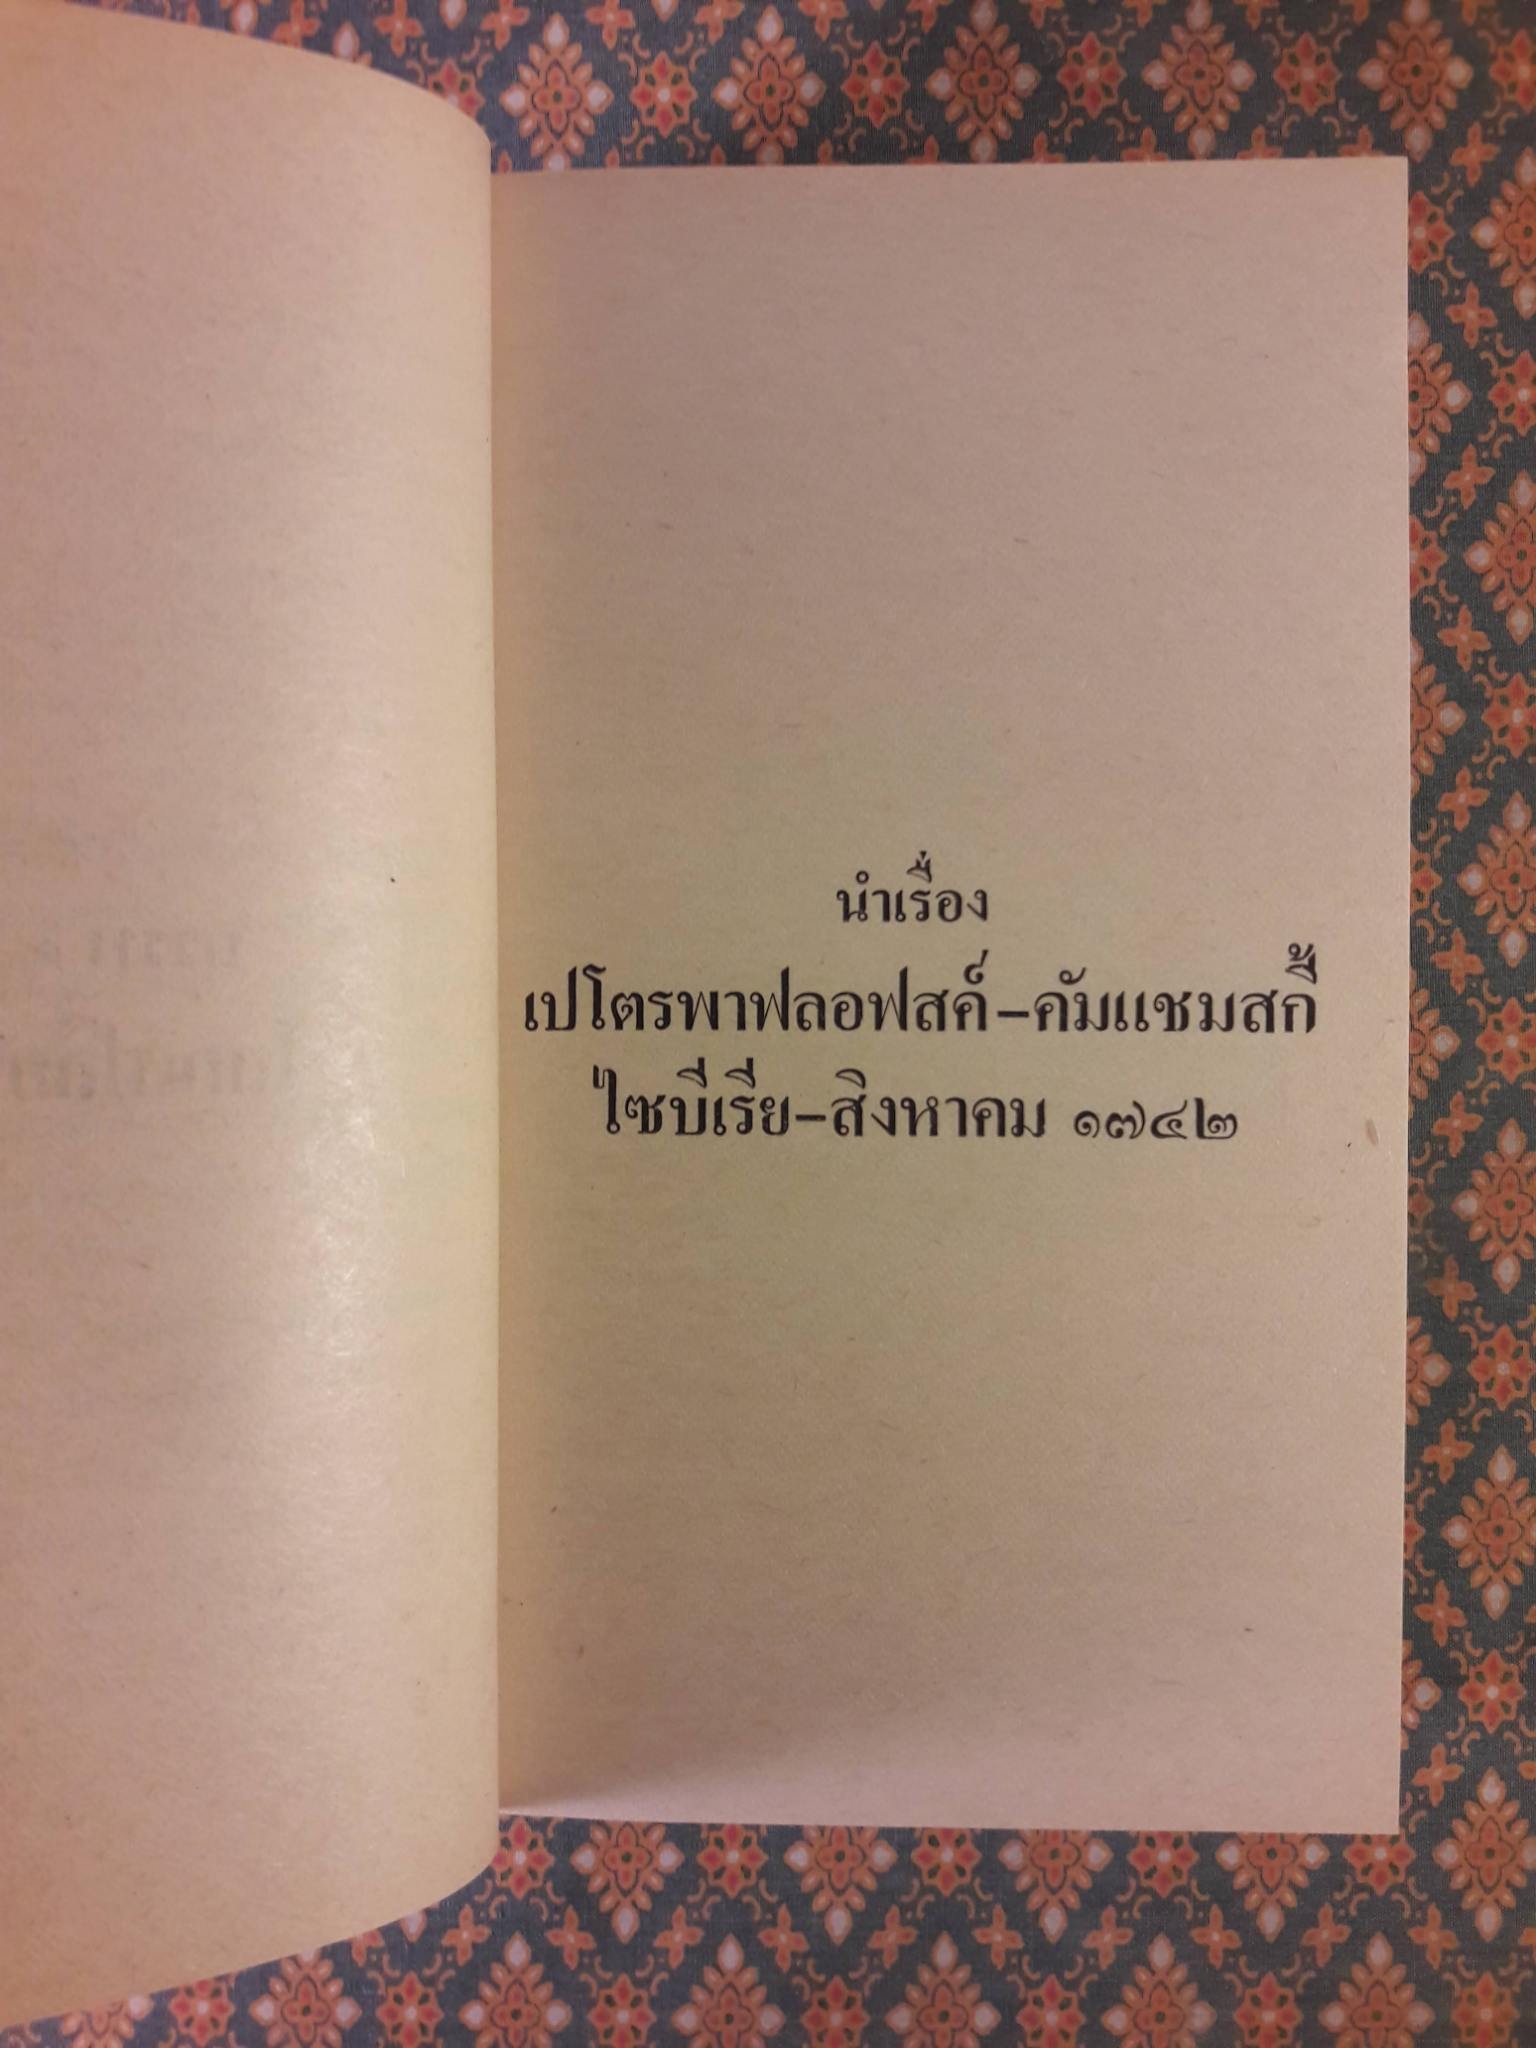 นำเรื่อง
เปโตรพาฟลอฟสค์-คัมแชมสกี้
ไซบีเรีย-สิงหาคม ๑๗๔๒